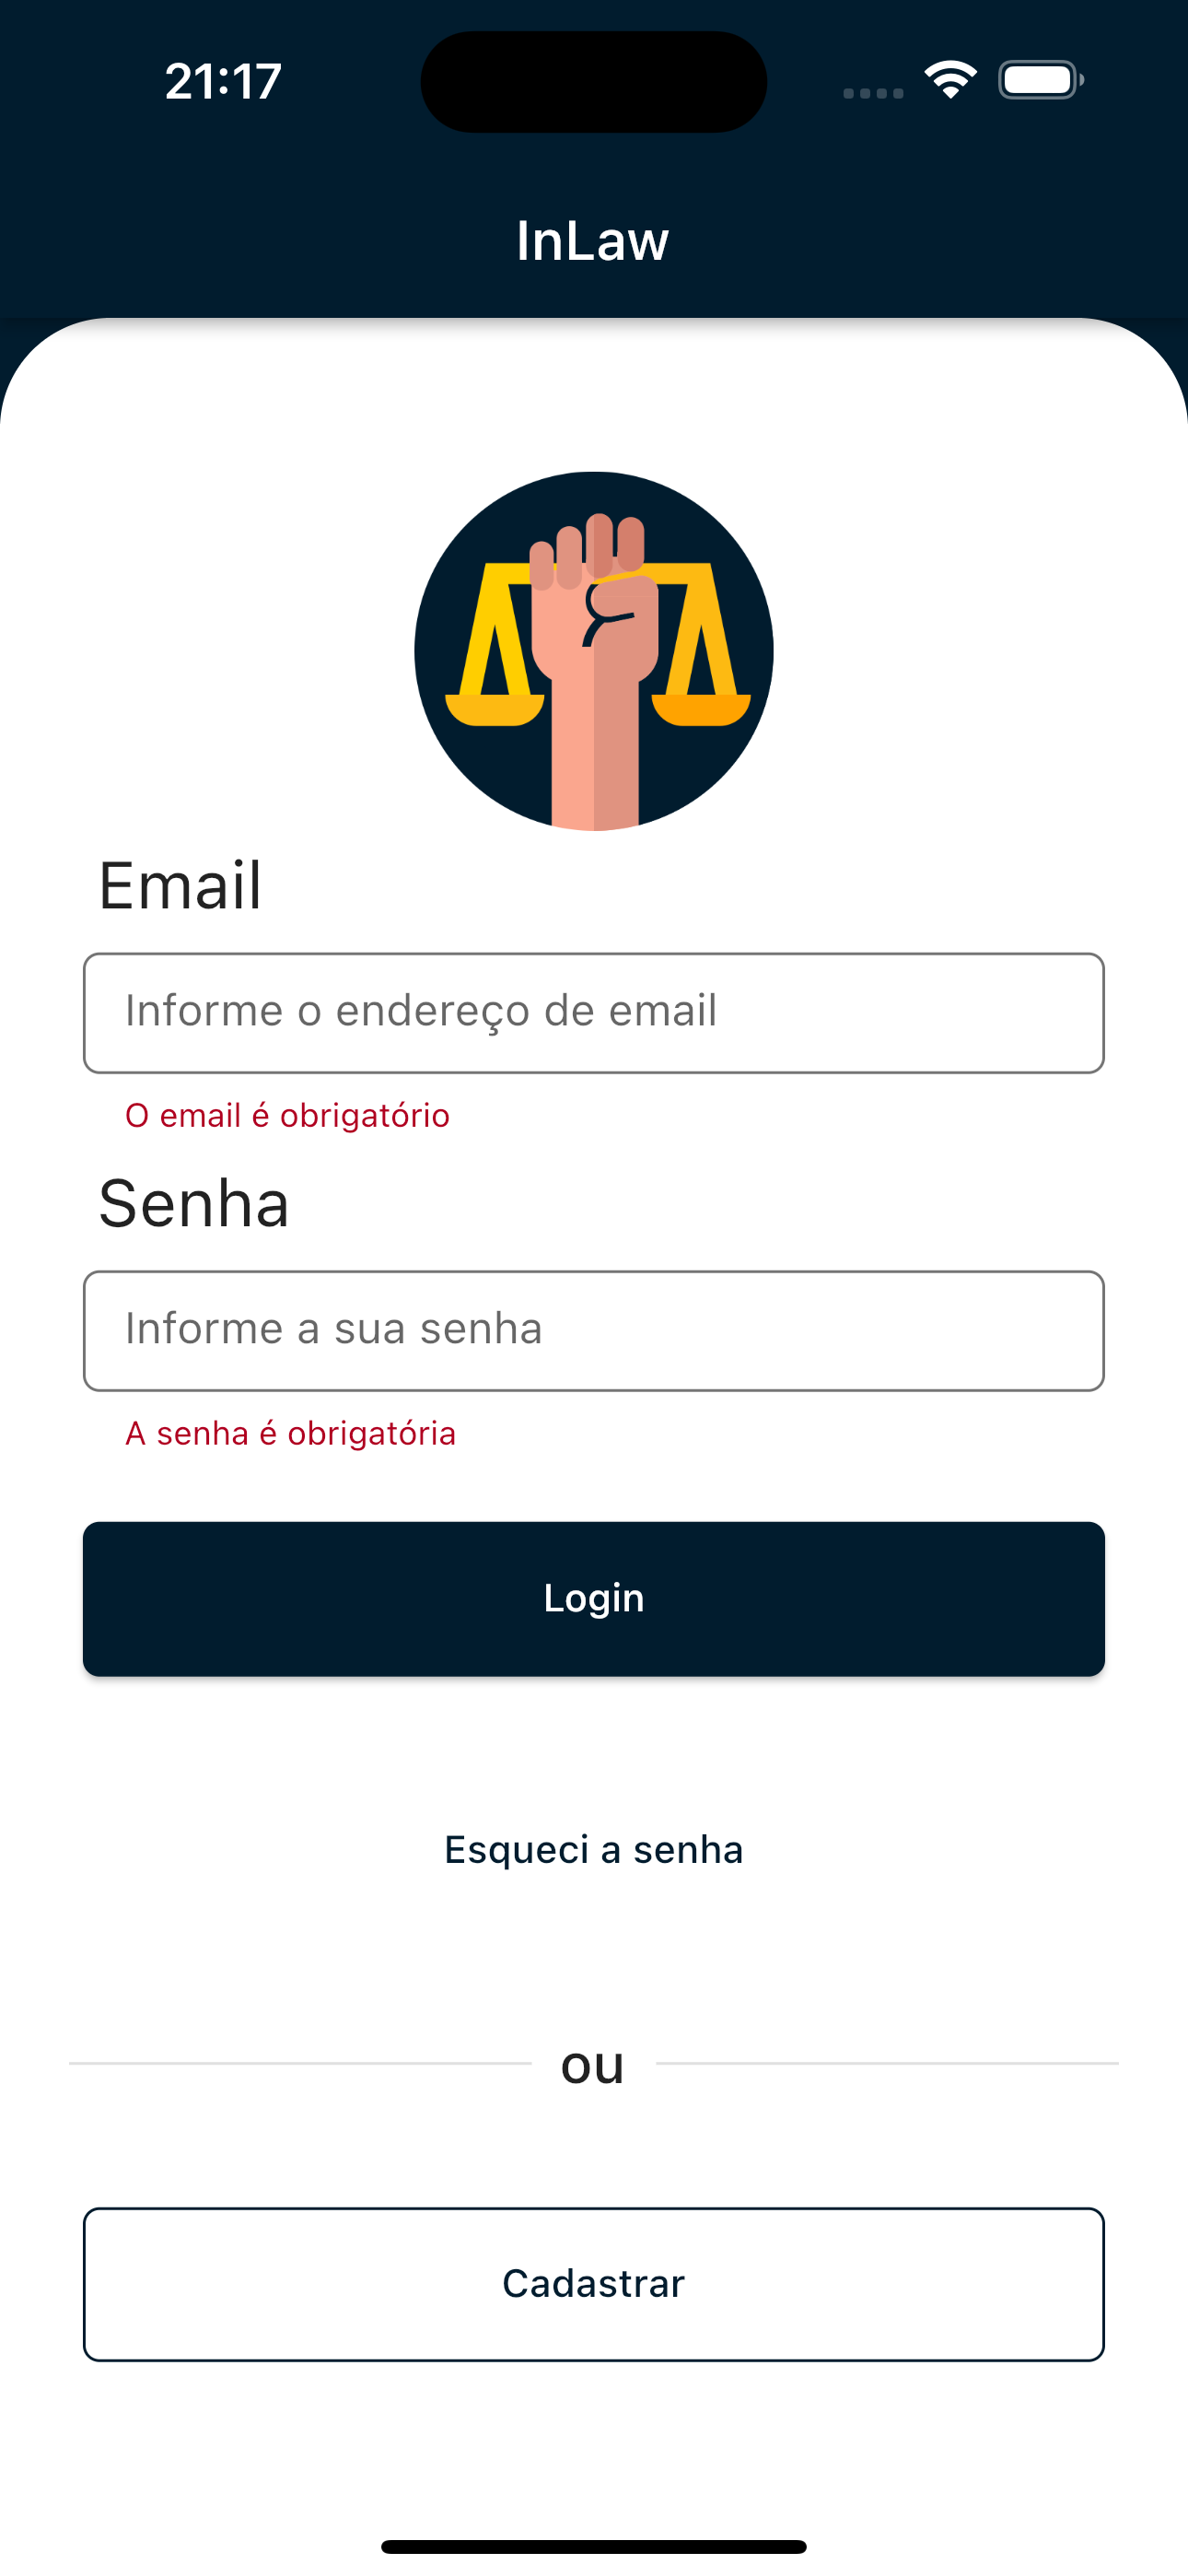 21:17
InLaw
Email
Informe o endereço de email
O email é obrigatório
Senha
Informe a sua senha
A senha é obrigatória
Login
Esqueci a senha
ou
Cadastrar